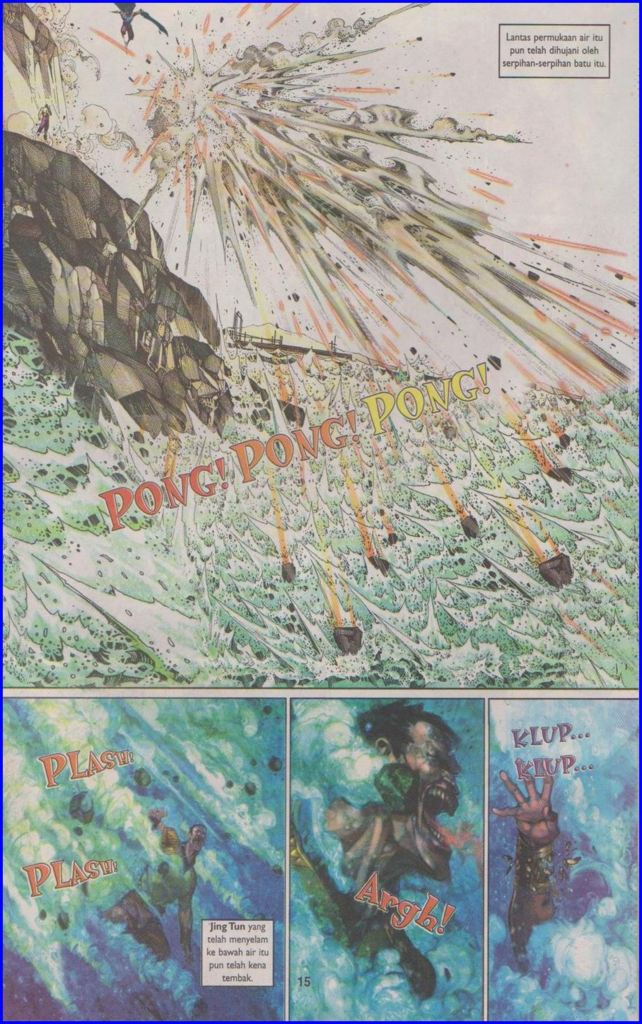 Lantas permukaan air itu
pun telah dihujani oleh
serpihan-serpihan batu itu.
PONG! PONG! PONG!
PLASH!
PLASH!
Jing Tun yang
telah menyelam
ke bawah air itu
pun telah kena
tembak.
Argh!
KLUP...
KLUP...
15